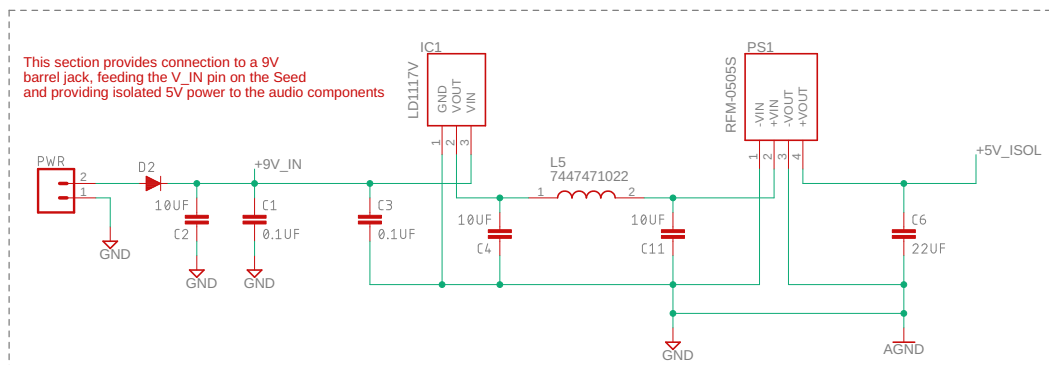 This section provides connection to a 9V
barrel jack, feeding the V_IN pin on the Seed
and providing isolated 5V power to the audio components
IC1
LD1117V
GND
VOUT
VIN
1
2
3
PS1
RFM-0505S
-VIN
+VIN
-VOUT
+VOUT
1
2
3
4
+5V_ISOL
PWR
2
1
D2
+9V_IN
L5
7447471022
1
2
10UF
C2
C1
0.1UF
C3
0.1UF
10UF
C4
10UF
C11
C6
22UF
GND
GND
GND
GND
AGND